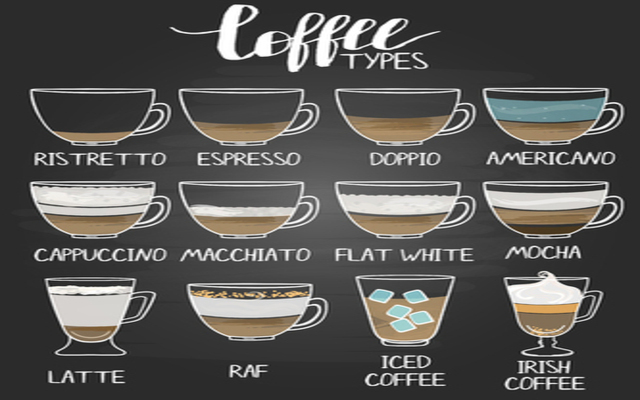 Coffee
TYPES
RISTRETTO
ESPRESSO
DOPPIO
AMERICANO
CAPPUCCINO
MACCHIATO
FLAT WHITE
MOCHA
LATTE
RAF
ICED
COFFEE
IRISH
COFFEE